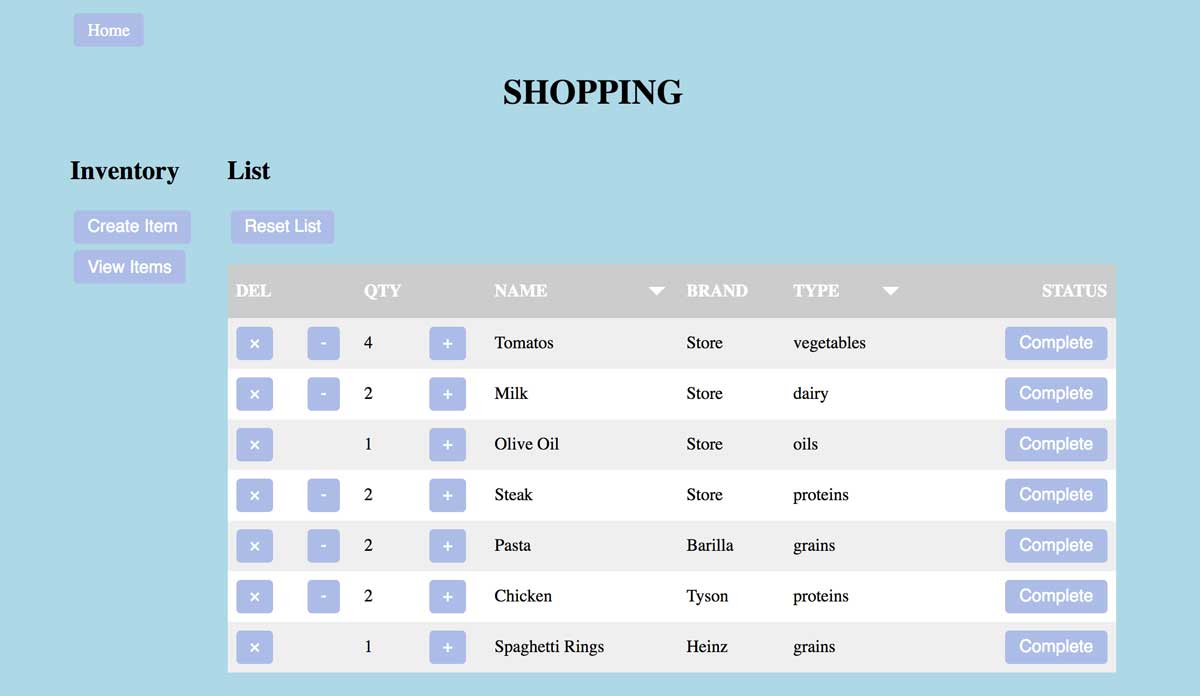 Home
SHOPPING
Inventory
Create Item
View Items
List
Reset List
DEL QTY NAME BRAND TYPE STATUS
× - 4 + Tomatos Store vegetables Complete
× - 2 + Milk Store dairy Complete
× 1 + Olive Oil Store oils Complete
× - 2 + Steak Store proteins Complete
× - 2 + Pasta Barilla grains Complete
× - 2 + Chicken Tyson proteins Complete
× 1 + Spaghetti Rings Heinz grains Complete